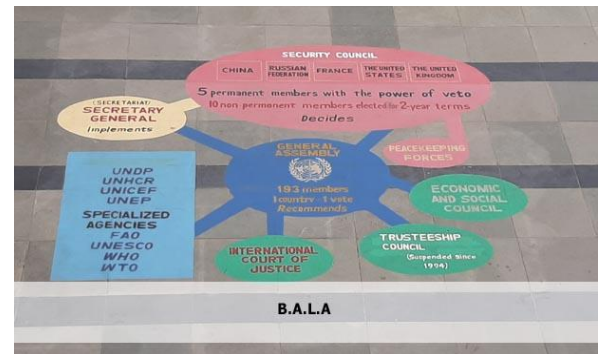 SECURITY COUNCIL
CHINA
RUSSIAN
FEDERATION
FRANCE
THE UNITED
STATES
THE UNITED
KINGDOM
5 permanent members with the power of veto
10 non permanent members elected for 2-year terms
Decides
(SECRETARIAT)
SECRETARY
GENERAL
Implements
PEACEKEEPING
FORCES
GENERAL
ASSEMBLY
193 members
1 country - 1 vote
Recommends
ECONOMIC
AND SOCIAL
COUNCIL
UNDP
UNHCR
UNICEF
UNEP
SPECIALIZED
AGENCIES
FAO
UNESCO
WHO
WTO
INTERNATIONAL
COURT OF
JUSTICE
TRUSTEESHIP
COUNCIL
(Suspended since
1994)
B.A.L.A